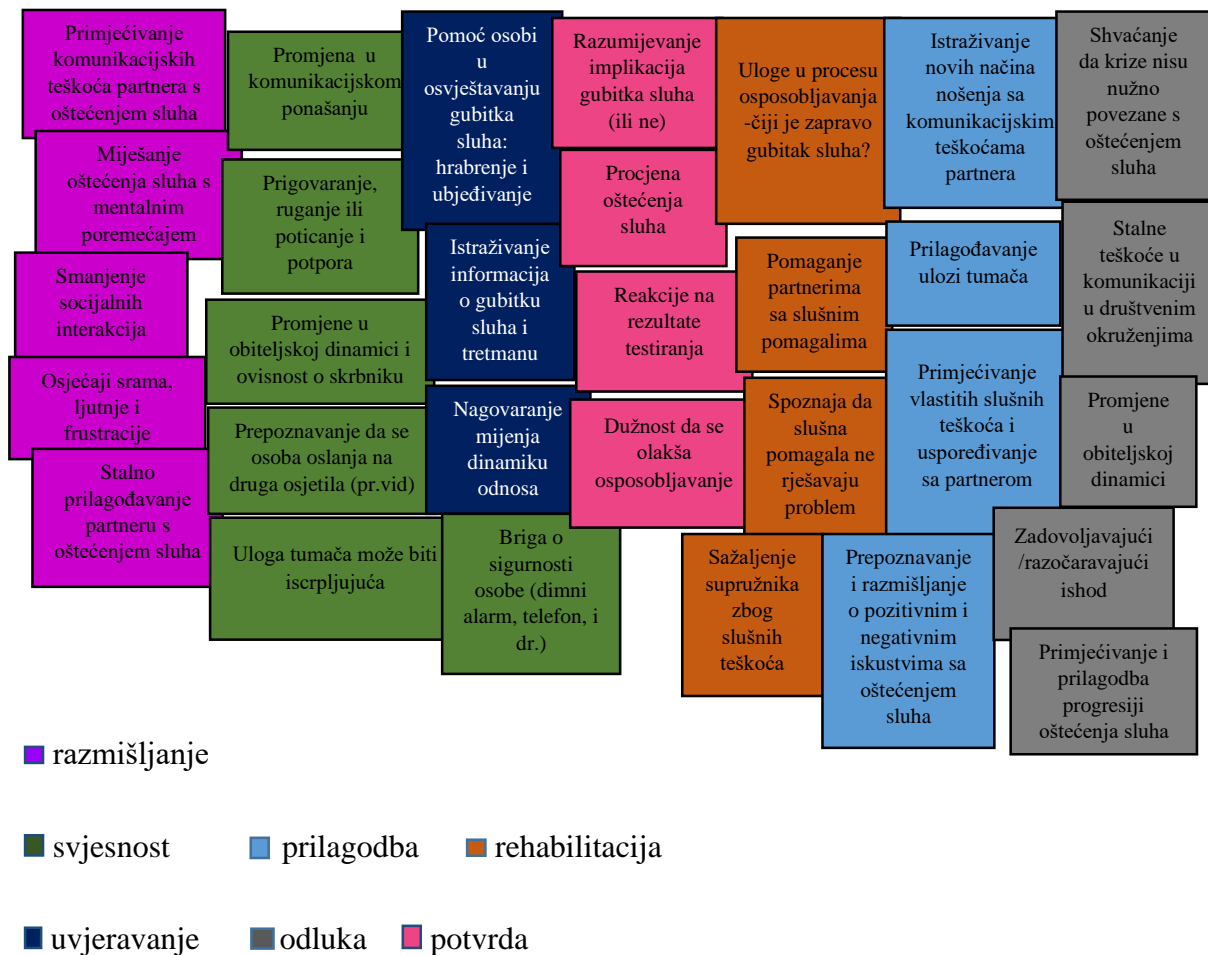 Primjećivanje
komunikacijskih
teškoća partnera s
oštećenjem sluha
Miješanje
oštećenja sluha s
mentalnim
poremećajem
Smanjenje
socijalnih
interakcija
Osjećaji srama,
ljutnje i
frustracije
Stalno
prilagođavanje
partneru s
oštećenjem sluha
Promjena u
komunikacijskom
ponašanju
Prigovaranje,
ruganje ili
poticanje i
potpora
Promjene u
obiteljskoj dinamici i
ovisnost o skrbniku
Prepoznavanje da se
osoba oslanja na
druga osjetila (pr.vid)
Uloga tumača može biti
iscrpljujuća
Pomoć osobi
u
osvještavanju
gubitka
sluha:
hrabrenje i
ubjeđivanje
Istraživanje
informacija
o gubitku
sluha i
tretmanu
Nagovaranje
mijenja
dinamiku
odnosa
Briga o
sigurnosti
osobe (dimni
alarm, telefon, i
dr.)
Razumijevanje
implikacija
gubitka sluha
(ili ne)
Procjena
oštećenja
sluha
Reakcije na
rezultate
testiranja
Dužnost da se
olakša
osposobljavanje
Uloge u procesu
osposobljavanja
-čiji je zapravo
gubitak sluha?
Pomaganje
partnerima
sa slušnim
pomagalima
Spoznaja da
slušna
pomagala ne
rješavaju
problem
Sažaljenje
supružnika
zbog
slušnih
teškoća
Istraživanje
novih načina
nošenja sa
komunikacijskim
teškoćama
partnera
Prilagođavanje
ulozi tumača
Primjećivanje
vlastitih slušnih
teškoća i
uspoređivanje
sa partnerom
Prepoznavanje
i razmišljanje
o pozitivnim i
negativnim
iskustvima sa
oštećenjem
sluha
Shvaćanje
da krize nisu
nužno
povezane s
oštećenjem
sluha
Stalne
teškoće u
komunikaciji
u društvenim
okruženjima
Promjene
u
obiteljskoj
dinamici
Zadovoljavajući
/razočaravajući
ishod
Primjećivanje i
prilagodba
progresiji
oštećenja sluha
razmišljanje
svjesnost
prilagodba
rehabilitacija
uvjeravanje
odluka
potvrda